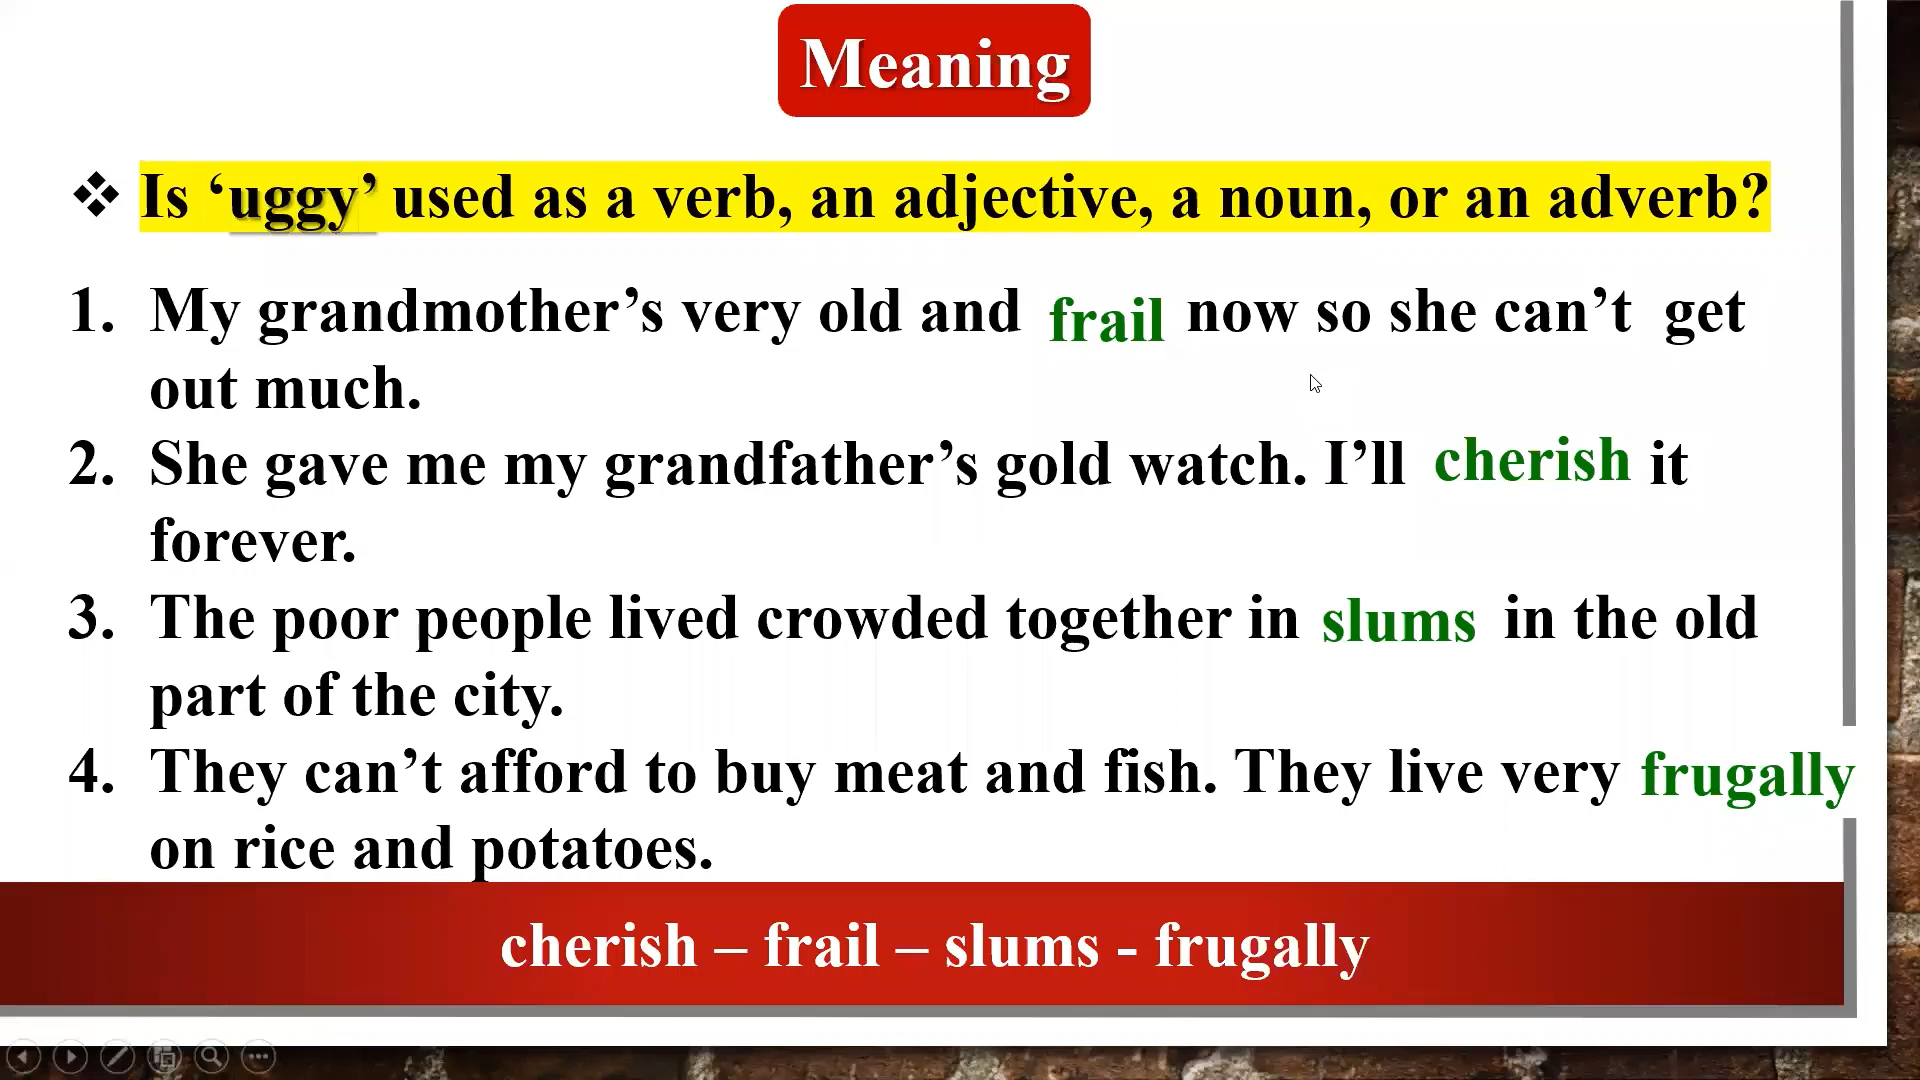 Meaning
❖ Is ‘uggy’ used as a verb, an adjective, a noun, or an adverb?
1. My grandmother’s very old and frail now so she can’t get
out much.
2. She gave me my grandfather’s gold watch. I’ll cherish it
forever.
3. The poor people lived crowded together in slums in the old
part of the city.
4. They can’t afford to buy meat and fish. They live very frugally
on rice and potatoes.
cherish – frail – slums - frugally